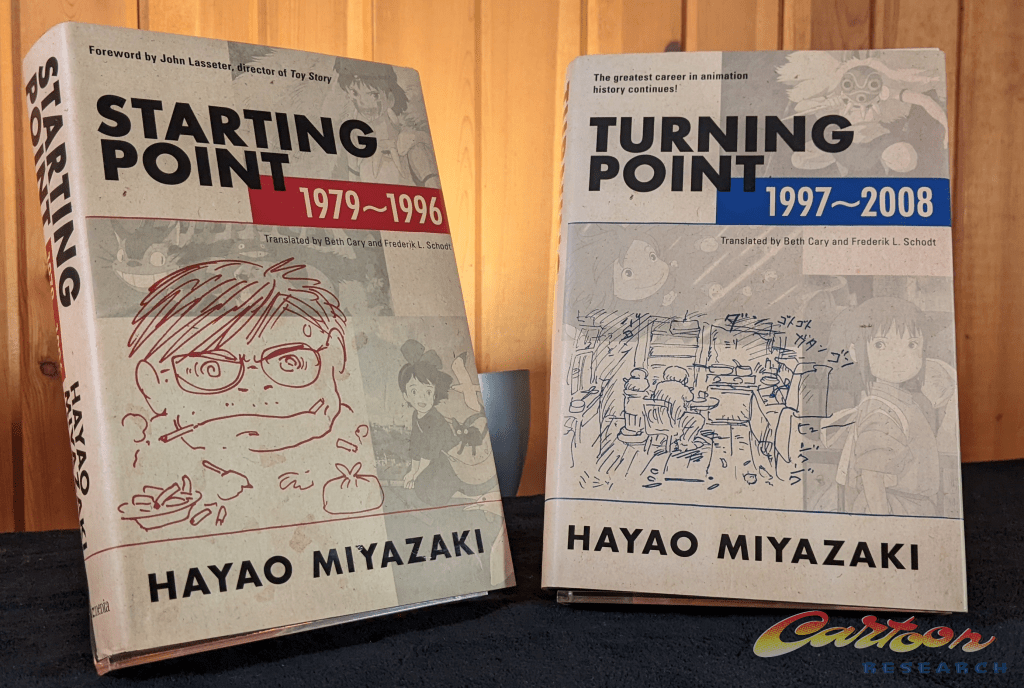 STARTING
POINT
HAYAO
MIYAZAKI
Foreword by John Lasseter, director of Toy Story
STARTING
POINT
1979~1996
Translated by Beth Cary and Frederik L. Schodt
HAYAO MIYAZAKI
The greatest career in animation
history continues!
TURNING
POINT
1997~2008
Translated by Beth Cary and Frederik L. Schodt
HAYAO MIYAZAKI
Cartoon
RESEARCH